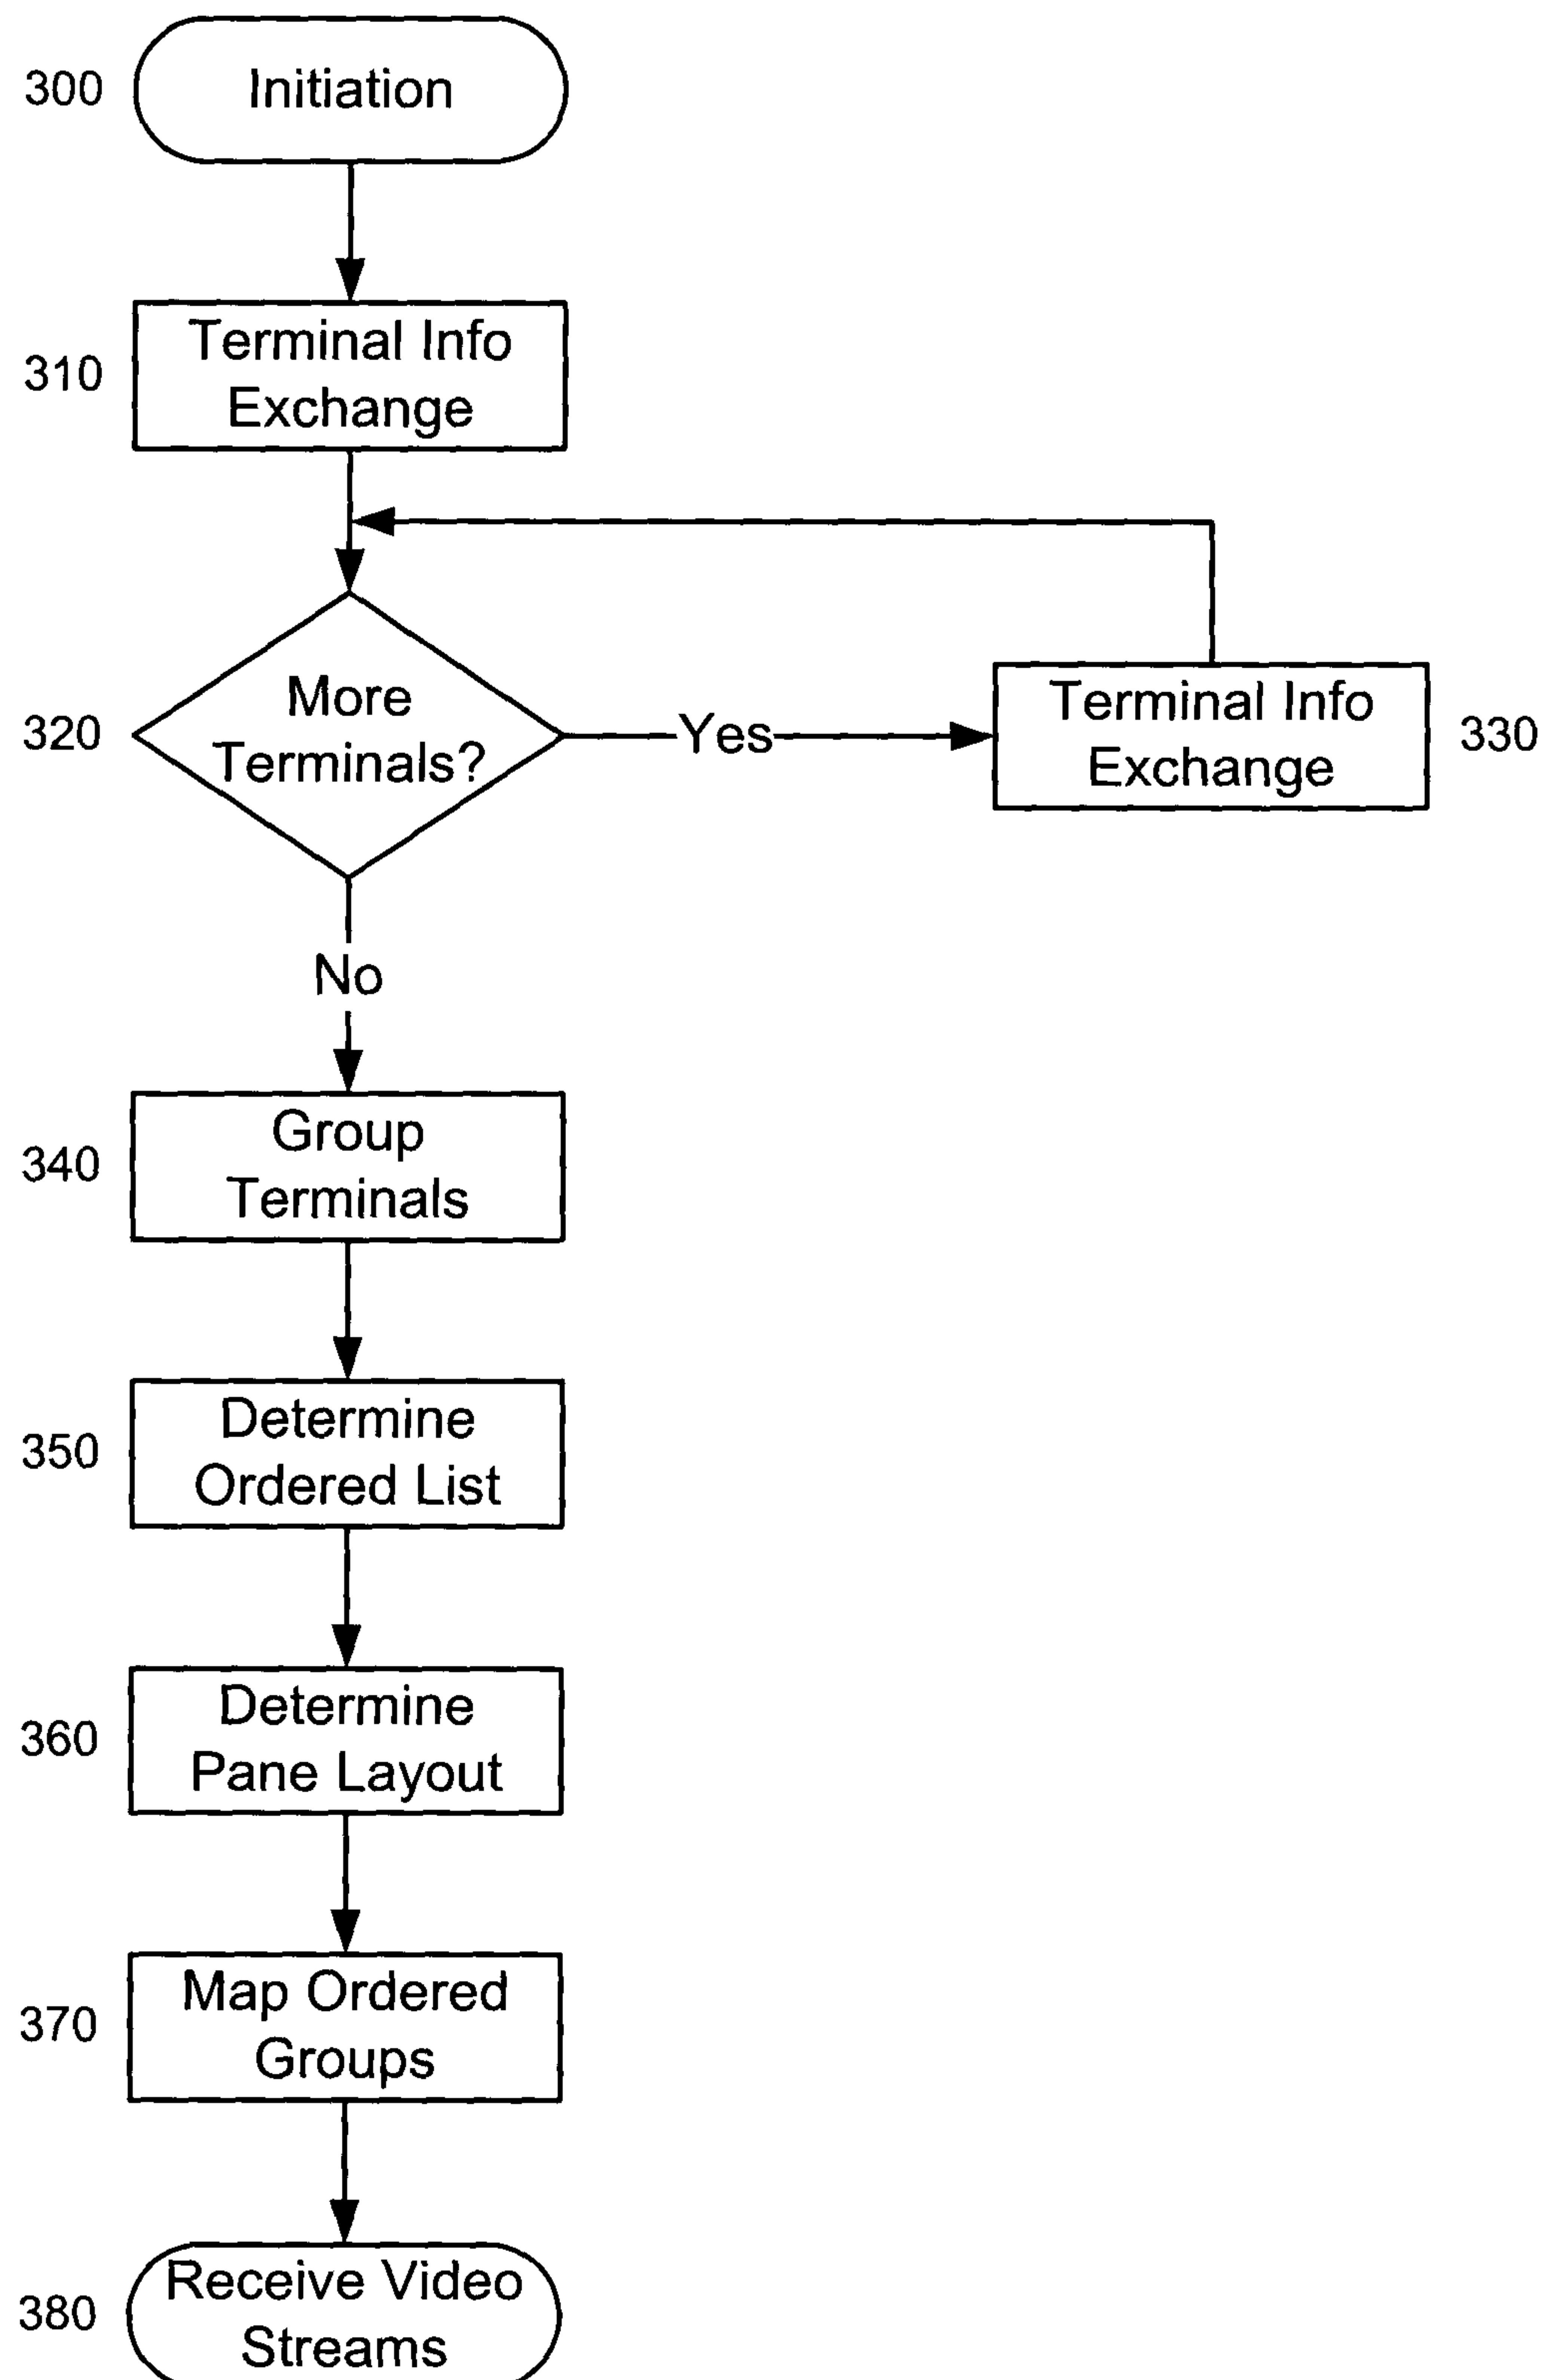 300
Initiation
310
Terminal Info
Exchange
320
More
Terminals?
Yes
Terminal Info
Exchange
330
No
340
Group
Terminals
350
Determine
Ordered List
360
Determine
Pane Layout
370
Map Ordered
Groups
380
Receive Video
Streams